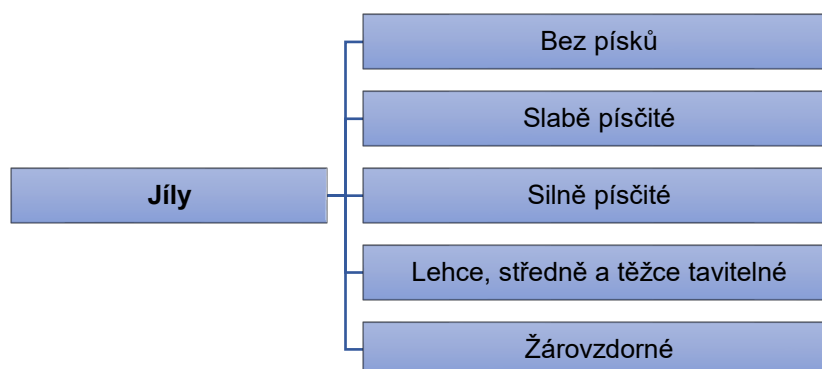 Jíly
Bez písků
Slabě písčité
Silně písčité
Lehce, středně a těžce tavitelné
Žárovzdorné